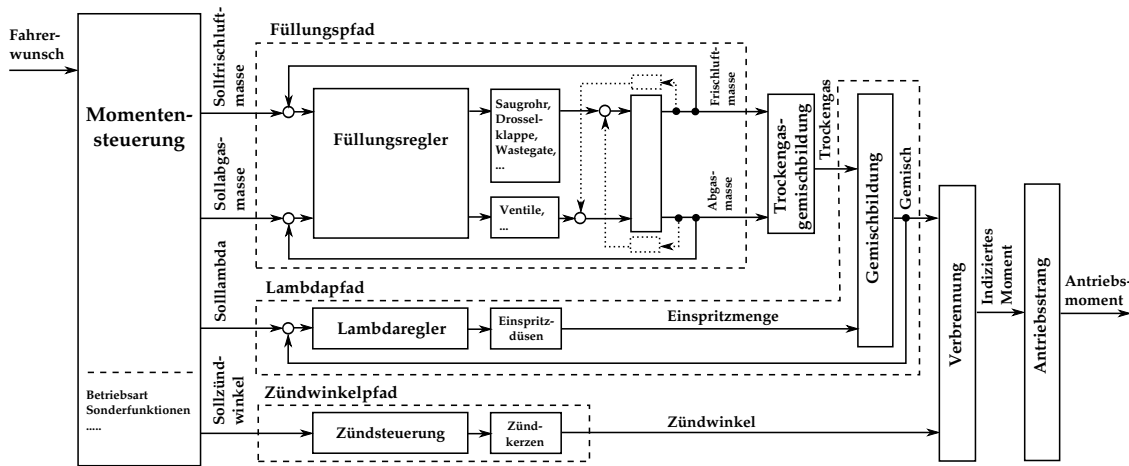 Fahrer-
wunsch
Momenten-
steuerung
Betriebsart
Sonderfunktionen
.....
Sollfrischluft-
masse
Sollabgas-
masse
Solllambda
Sollzünd
winkel
Füllungspfad
Füllungsregler
Saugrohr,
Drossel-
klappe,
Wastegate,
...
Ventile,
...
Frischluft-
masse
Abgas-
masse
Trockengas-
gemischbildung
Trockengas
Gemischbildung
Gemisch
Lambdapfad
Lambdaregler
Einspritz-
düsen
Einspritzmenge
Zündwinkelpfad
Zündsteuerung
Zünd-
kerzen
Zündwinkel
Verbrennung
Indiziertes
Moment
Antriebsstrang
Antriebs-
moment